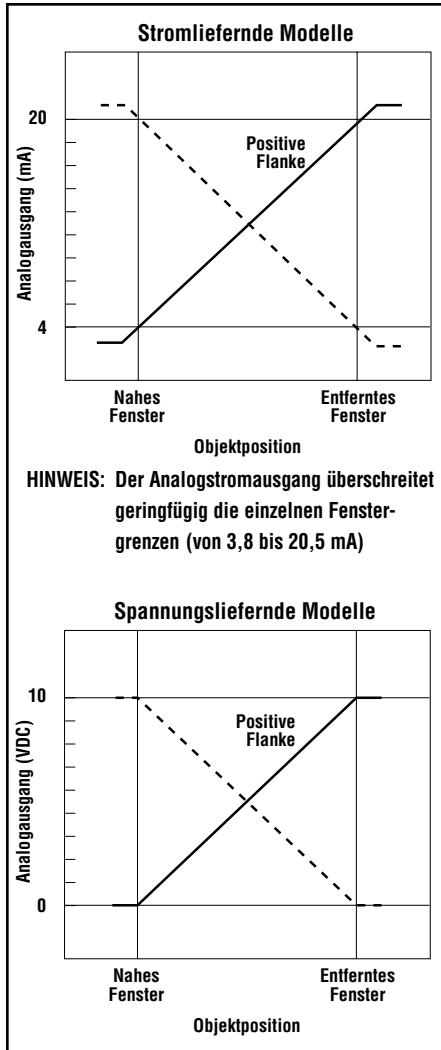 Stromliefernde Modelle
20
Positive
Flanke
Analogausgang (mA)
4
Nahes
Fenster
Entferntes
Fenster
Objektposition
HINWEIS: Der Analogstromausgang überschreitet
geringfügig die einzelnen Fenster-
grenzen (von 3,8 bis 20,5 mA)
Spannungsliefernde Modelle
10
Positive
Flanke
Analogausgang (VDC)
0
Nahes
Fenster
Entferntes
Fenster
Objektposition